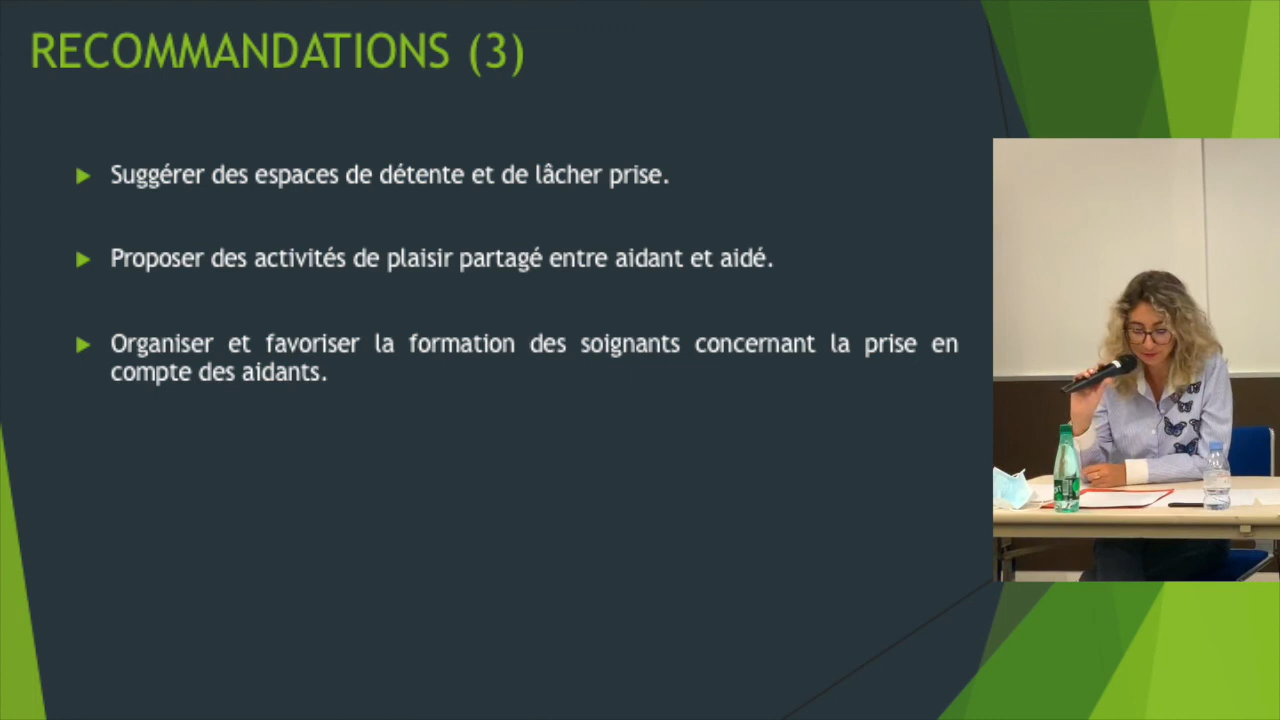 RECOMMANDATIONS (3)
Suggérer des espaces de détente et de lâcher prise.
Proposer des activités de plaisir partagé entre aidant et aidé.
Organiser et favoriser la formation des soignants concernant la prise en
compte des aidants.